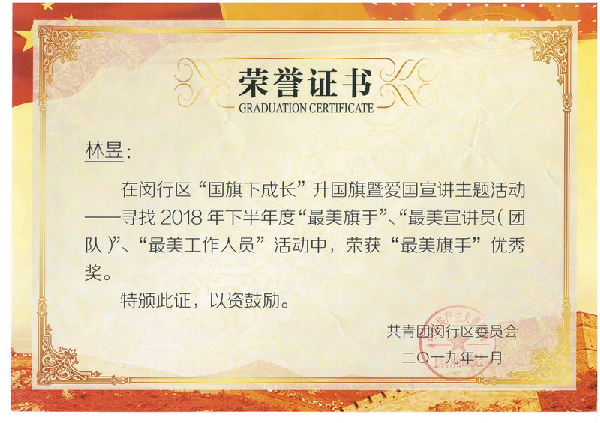 荣誉证书
GRADUATION CERTIFICATE
林昱：
在闵行区“国旗下成长”升国旗暨爱国宣讲主题活动
——寻找2018年下半年度“最美旗手”、“最美宣讲员（团
队）”、“最美工作人员”活动中，荣获“最美旗手”优秀
奖。
特颁此证，以资鼓励。
共青团闵行区委员会
二〇一九年一月